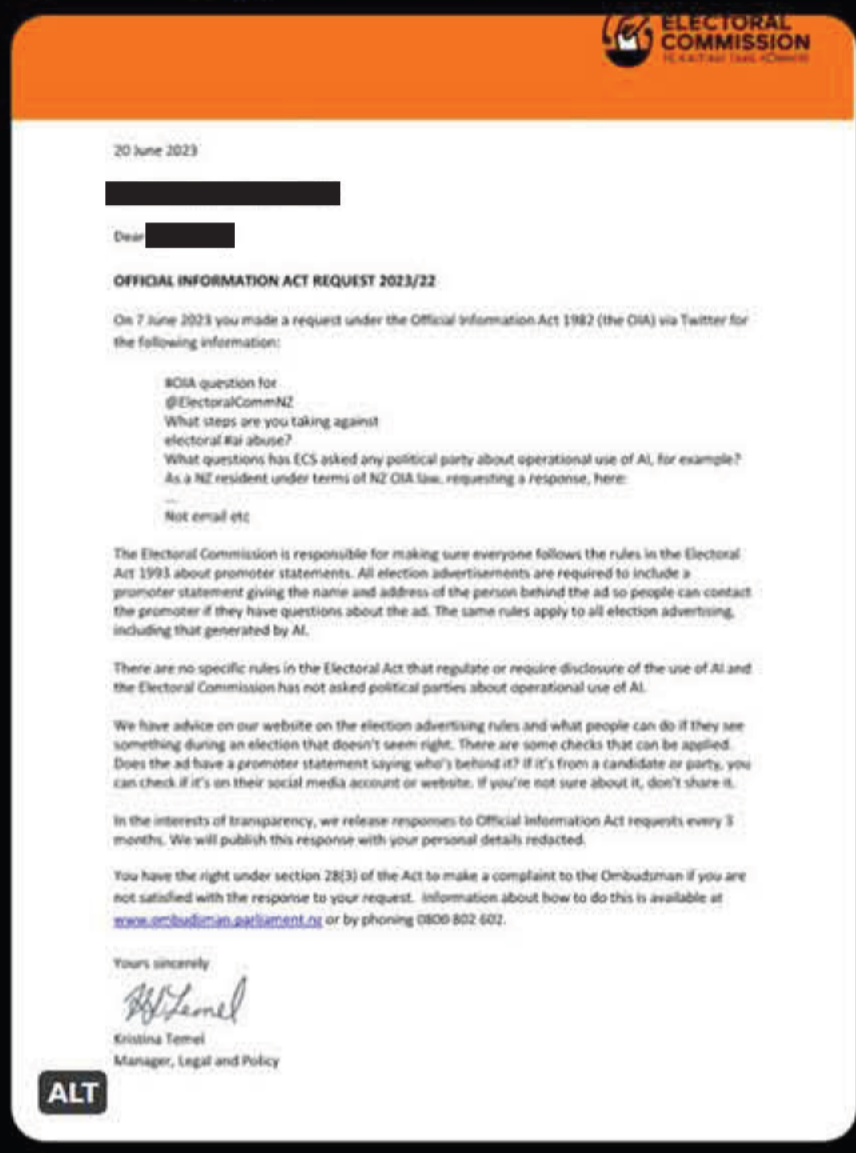 ELECTORAL
COMMISSION
20 June 2023
Dear
OFFICIAL INFORMATION ACT REQUEST 2023/22
On 7 June 2023 you made a request under the Official Information Act 1982 (the OIA) via Twitter for
the following information:
#OIA question for
@ElectoralCommNZ
What steps are you taking against
electoral #ai abuse?
What questions has ECS asked any political party about operational use of AI, for example?
As a NZ resident under terms of NZ OIA law, requesting a response, here:
...
Not email etc
The Electoral Commission is responsible for making sure everyone follows the rules in the Electoral
Act 1993 about promoter statements. All election advertisements are required to include a
promoter statement giving the name and address of the person behind the ad so people can contact
the promoter if they have questions about the ad. The same rules apply to all election advertising,
including that generated by AI.
There are no specific rules in the Electoral Act that regulate or require disclosure of the use of AI and
the Electoral Commission has not asked political parties about operational use of AI.
We have advice on our website on the election advertising rules and what people can do if they see
something during an election that doesn't seem right. There are some checks that can be applied.
Does the ad have a promoter statement saying who's behind it? If it's from a candidate or party, you
can check if it's on their social media account or website. If you're not sure about it, don't share it.
In the interests of transparency, we release responses to Official Information Act requests every 3
months. We will publish this response with your personal details redacted.
You have the right under section 28(3) of the Act to make a complaint to the Ombudsman if you are
not satisfied with the response to your request. Information about how to do this is available at
www.ombudsman.parliament.nz or by phoning 0800 802 602.
Yours sincerely
Kristina Temel
Manager, Legal and Policy
ALT